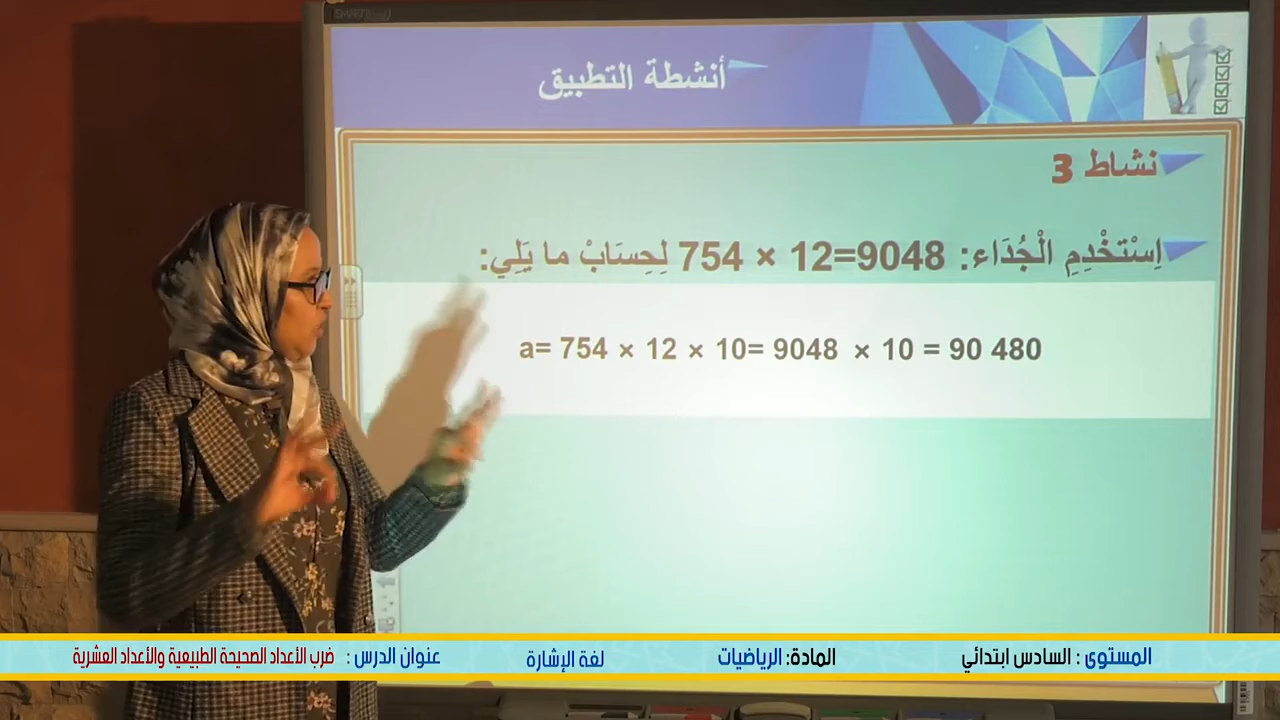 أنشطة التطبيق
نشاط 3
اِسْتْخْدِمِ الْجُدَاء: 754 × 12=9048 لِحِسَابْ ما يَلِي:
a= 754 × 12 × 10= 9048 × 10 = 90 480
المستوى : السادس ابتدائي المادة: الرياضيات لغة الإشارة عنوان الدرس : ضرب الأعداد الصحيحة الطبيعية والأعداد العشرية